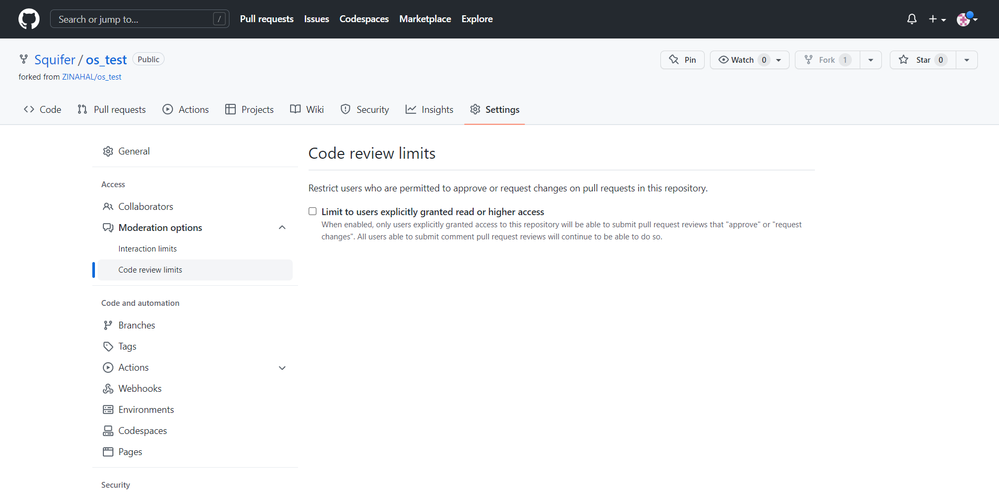 Search or jump to... / Pull requests Issues Codespaces Marketplace Explore
Squifer / os_test Public Pin Watch 0 Fork 1 Star 0
forked from ZINAHAL/os_test
Code Pull requests Actions Projects Wiki Security Insights Settings
General
Access
Collaborators
Moderation options
Interaction limits
Code review limits
Code and automation
Branches
Tags
Actions
Webhooks
Environments
Codespaces
Pages
Security
Code review limits
Restrict users who are permitted to approve or request changes on pull requests in this repository.
Limit to users explicitly granted read or higher access
When enabled, only users explicitly granted access to this repository will be able to submit pull request reviews that "approve" or "request
changes". All users able to submit comment pull request reviews will continue to be able to do so.